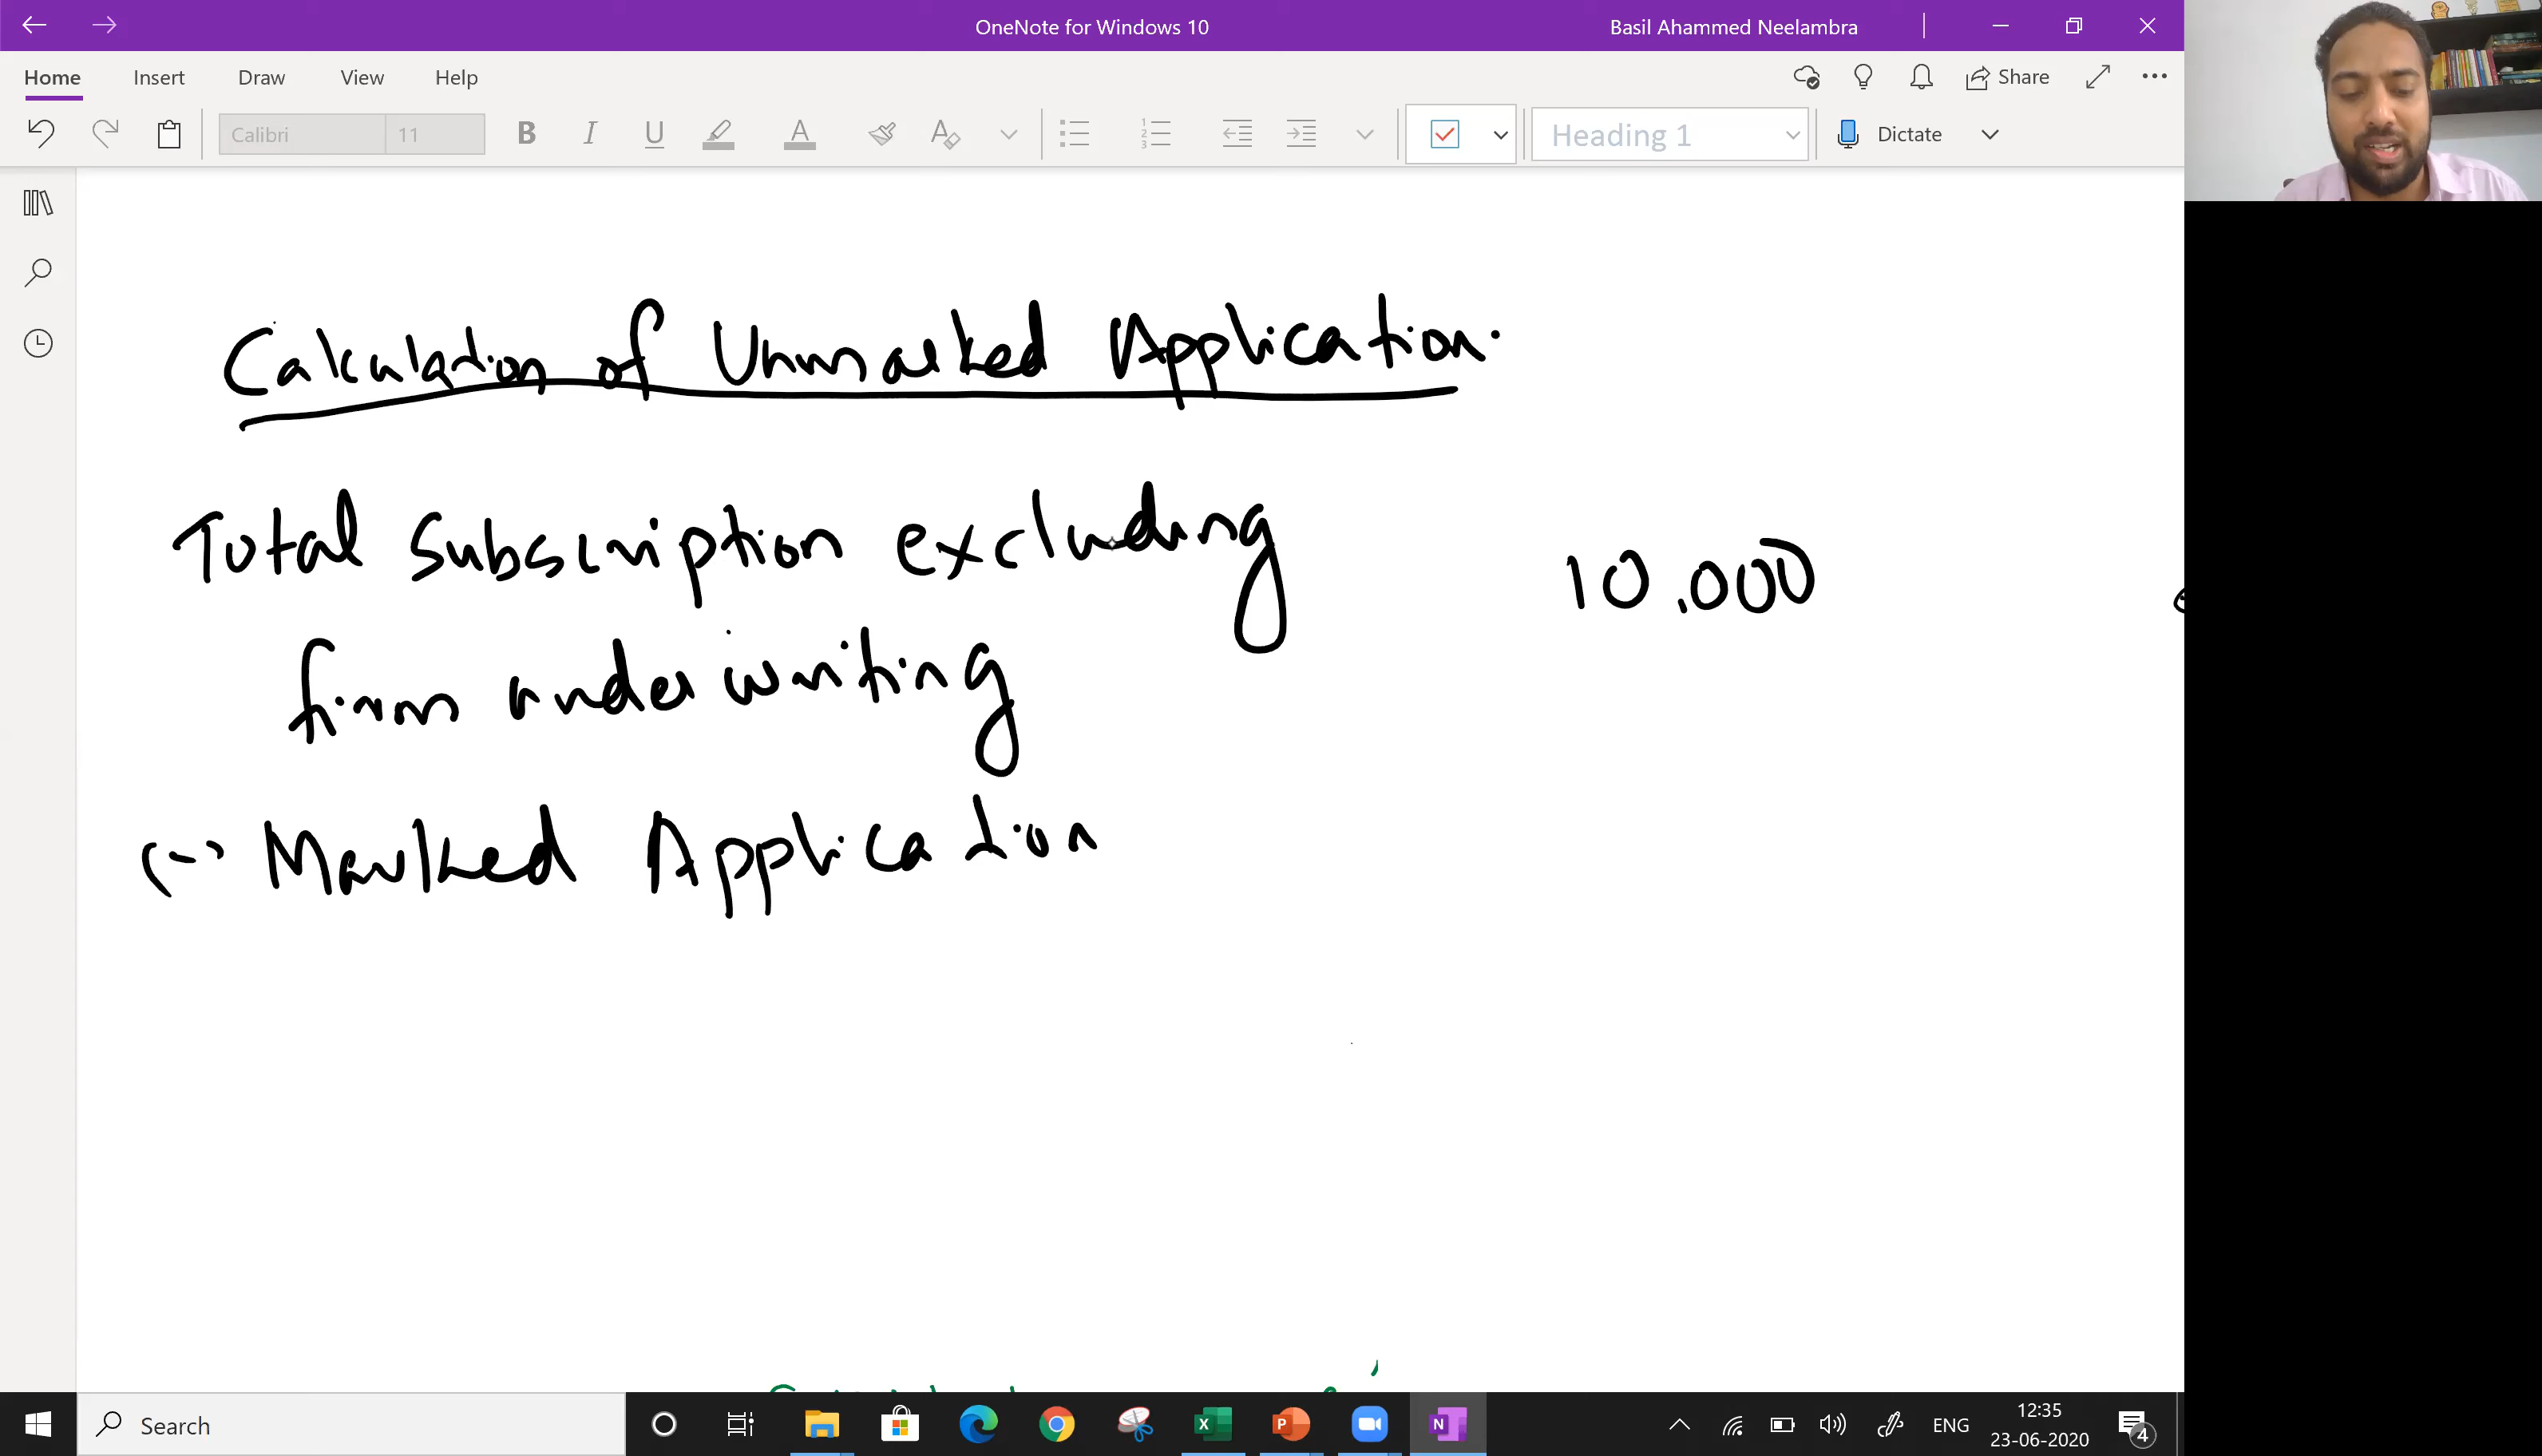 OneNote for Windows 10
Basil Ahammed Neelambra
Home Insert Draw View Help
Share
Calibri 11 B I U A A Heading 1 Dictate
Calculation of Unmarked Application.
Total Subscription excluding 10,000
firm underwriting
(-) Marked Application
Search
ENG
12:35
23-06-2020
4